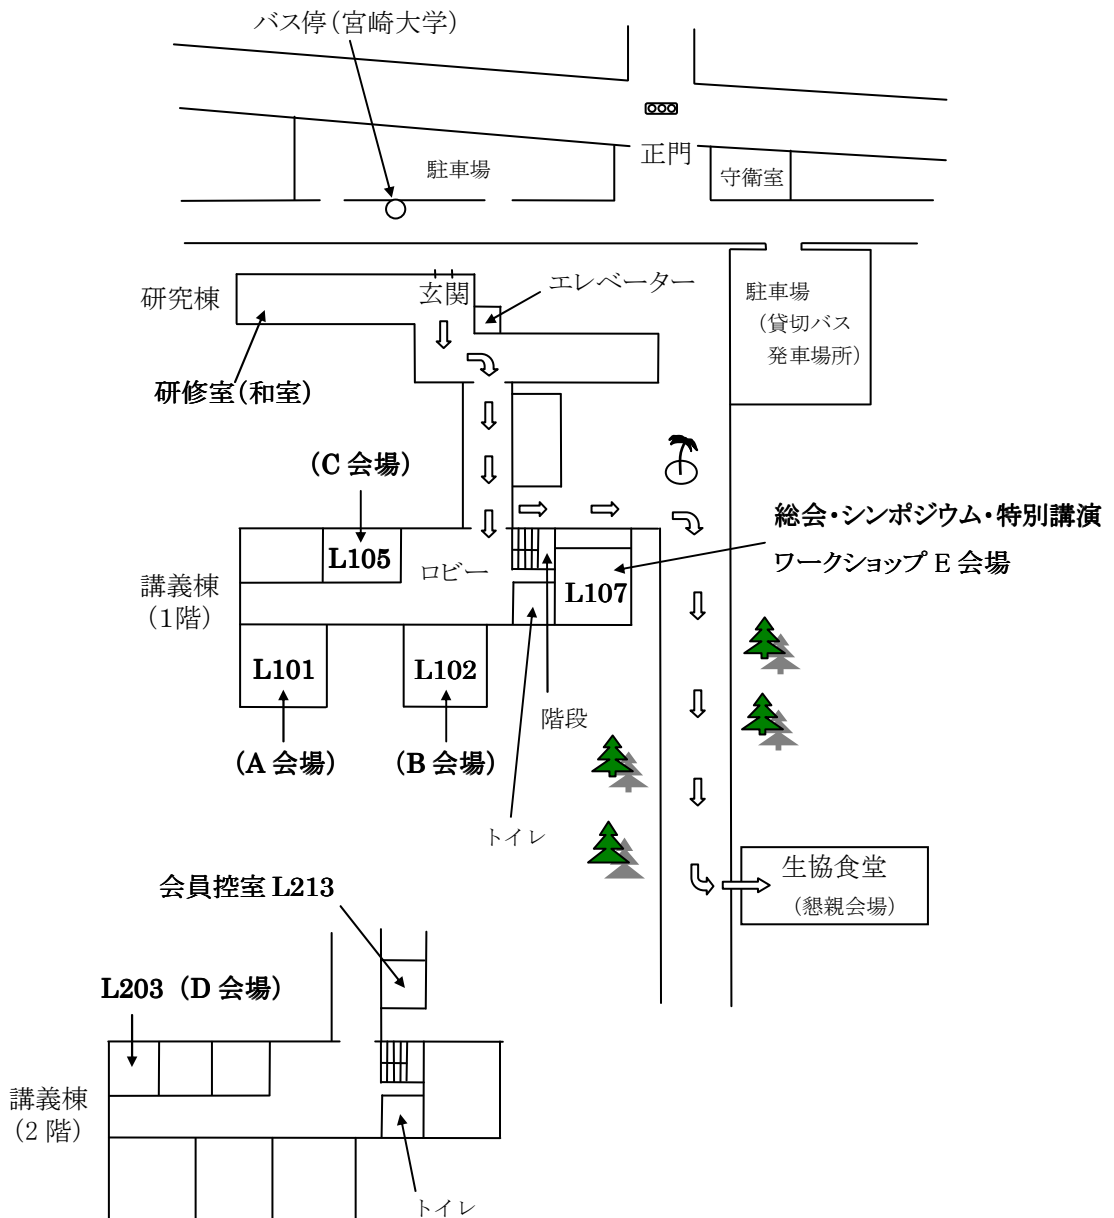 バス停(宮崎大学)
正門
駐車場
守衛室
エレベーター
玄関
研究棟
駐車場
(貸切バス
発車場所)
研修室(和室)
(C 会場)
総会・シンポジウム・特別講演
ワークショップ E 会場
L105
ロビー
L107
講義棟
(1階)
L101
L102
階段
(A 会場)
(B 会場)
トイレ
生協食堂
(懇親会場)
会員控室 L213
L203 (D 会場)
講義棟
(2 階)
トイレ